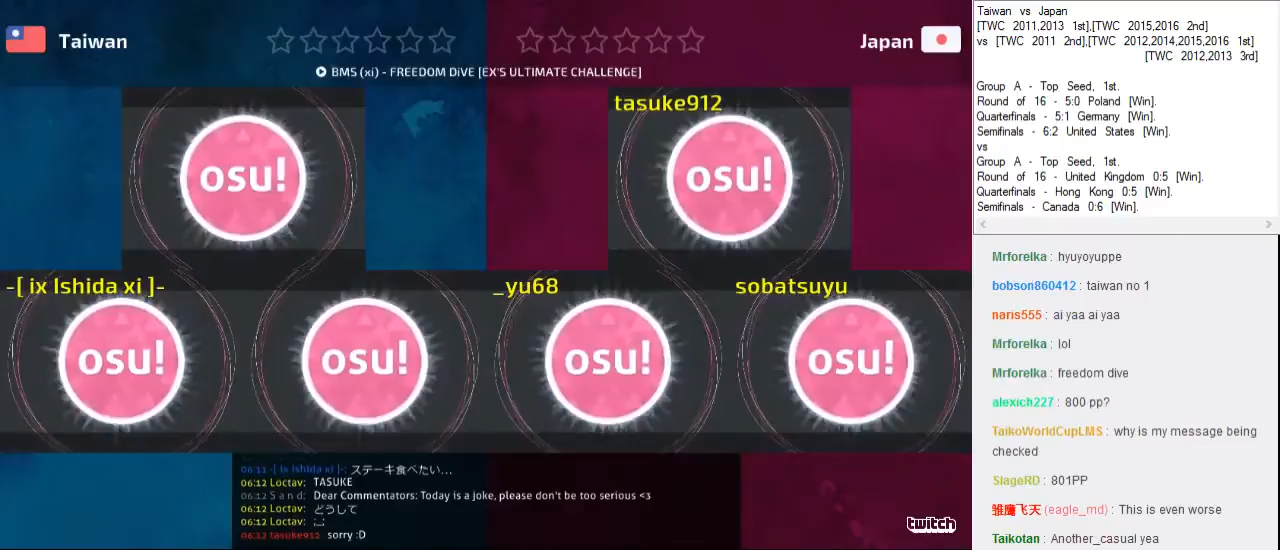 Taiwan
Japan
BMS (xi) - FREEDOM DiVE [EX'S ULTIMATE CHALLENGE]
osu!
tasuke912
osu!
-[ ix Ishida xi ]-
osu!
osu!
_yu68
osu!
sobatsuyu
osu!
06:11 -[ ix Ishida xi ]-: ステーキ食べたい...
06:12 Loctav: TASUKE
06:12 S a n d: Dear Commentators: Today is a joke, please don't be too serious <3
06:12 Loctav: どうして
06:12 Loctav: ;_;
06:12 tasuke912: sorry :D
twitch
Taiwan vs Japan
[TWC 2011,2013 1st],[TWC 2015,2016 2nd]
vs [TWC 2011 2nd],[TWC 2012,2014,2015,2016 1st]
[TWC 2012,2013 3rd]
Group A - Top Seed, 1st.
Round of 16 - 5:0 Poland [Win].
Quarterfinals - 5:1 Germany [Win].
Semifinals - 6:2 United States [Win].
vs
Group A - Top Seed, 1st.
Round of 16 - United Kingdom 0:5 [Win].
Quarterfinals - Hong Kong 0:5 [Win].
Semifinals - Canada 0:6 [Win].
Mrforelka : hyuyoyuppe
bobson860412 : taiwan no 1
naris555 : ai yaa ai yaa
Mrforelka : lol
Mrforelka : freedom dive
alexich227 : 800 pp?
TaikoWorldCupLMS : why is my message being
checked
SlageRD : 801PP
雏鹰飞天 (eagle_md) : This is even worse
Taikotan : Another_casual yea